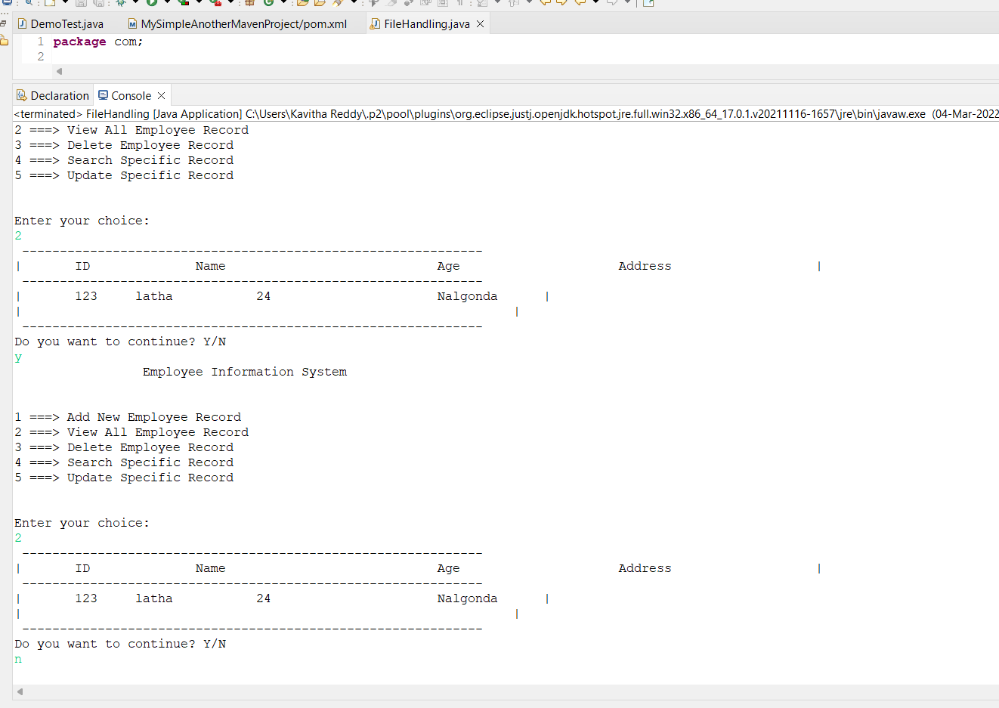 DemoTest.java MySimpleAnotherMavenProject/pom.xml FileHandling.java
1 package com;
2
Declaration Console
<terminated> FileHandling [Java Application] C:\Users\Kavitha Reddy\.p2\pool\plugins\org.eclipse.justj.openjdk.hotspot.jre.full.win32.x86_64_17.0.1.v20211116-1657\jre\bin\javaw.exe (04-Mar-2022
2 ===> View All Employee Record
3 ===> Delete Employee Record
4 ===> Search Specific Record
5 ===> Update Specific Record
Enter your choice:
2
-------------------------------------------------------------
| ID Name Age Address |
-------------------------------------------------------------
| 123 latha 24 Nalgonda |
| |
-------------------------------------------------------------
Do you want to continue? Y/N
y
Employee Information System
1 ===> Add New Employee Record
2 ===> View All Employee Record
3 ===> Delete Employee Record
4 ===> Search Specific Record
5 ===> Update Specific Record
Enter your choice:
2
-------------------------------------------------------------
| ID Name Age Address |
-------------------------------------------------------------
| 123 latha 24 Nalgonda |
| |
-------------------------------------------------------------
Do you want to continue? Y/N
n